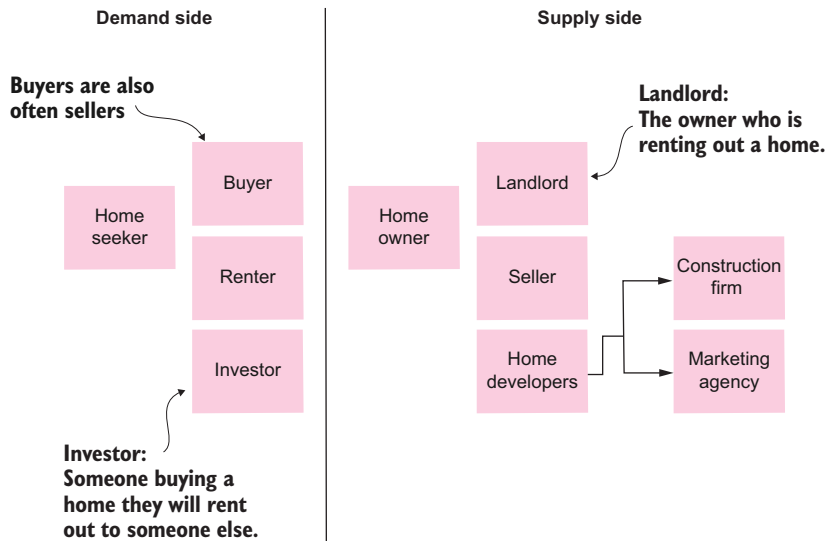 Demand side
Supply side
Buyers are also
often sellers
Landlord:
The owner who is
renting out a home.
Buyer
Landlord
Home
seeker
Home
owner
Renter
Seller
Construction
firm
Investor
Home
developers
Marketing
agency
Investor:
Someone buying a
home they will rent
out to someone else.